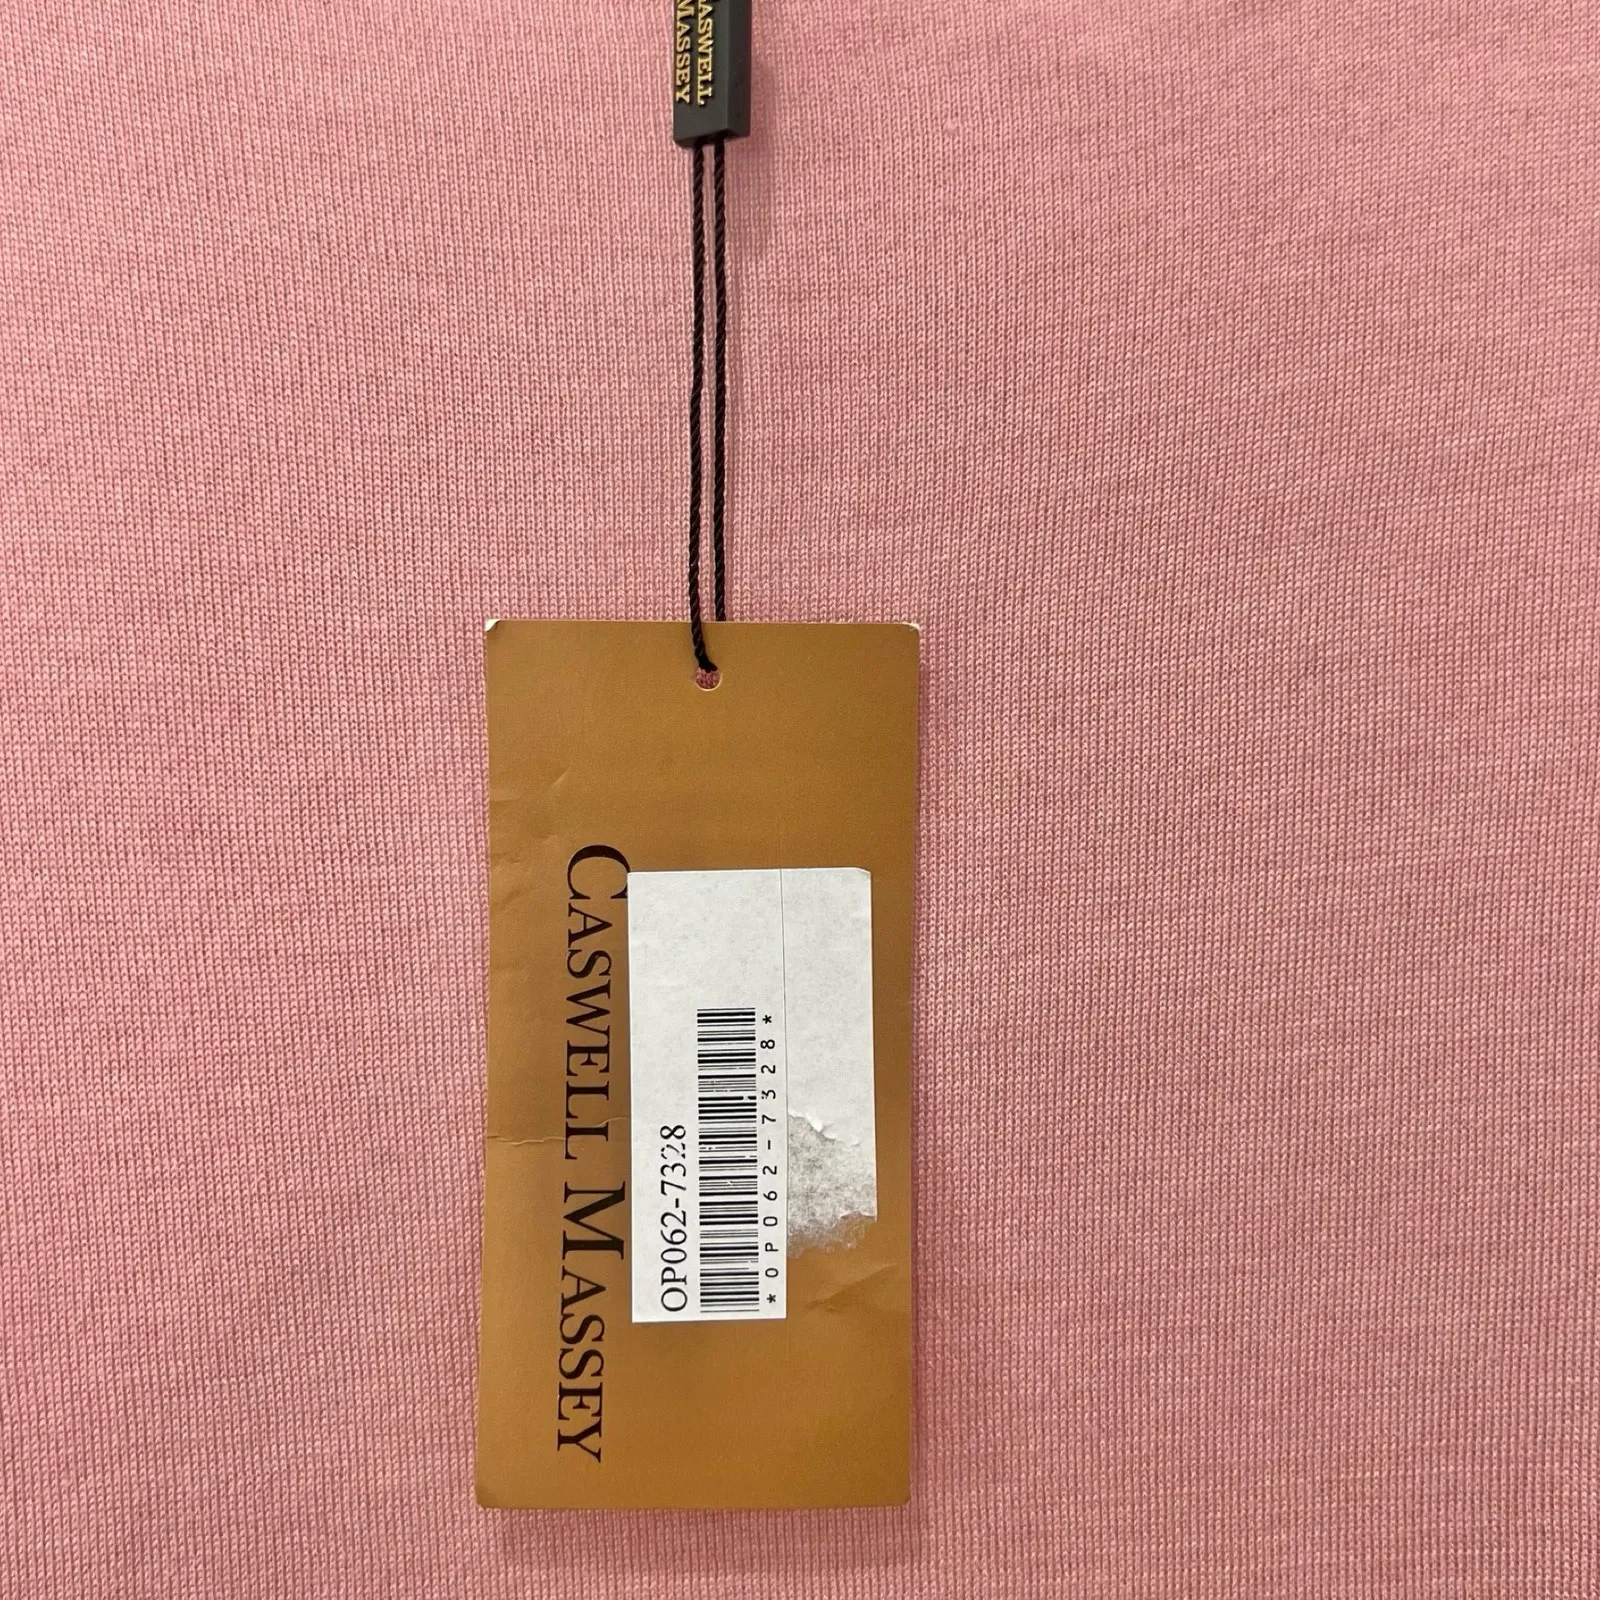 CASWELL
MASSEY
CASWELL MASSEY
OP062-7328
*OP062-7328*